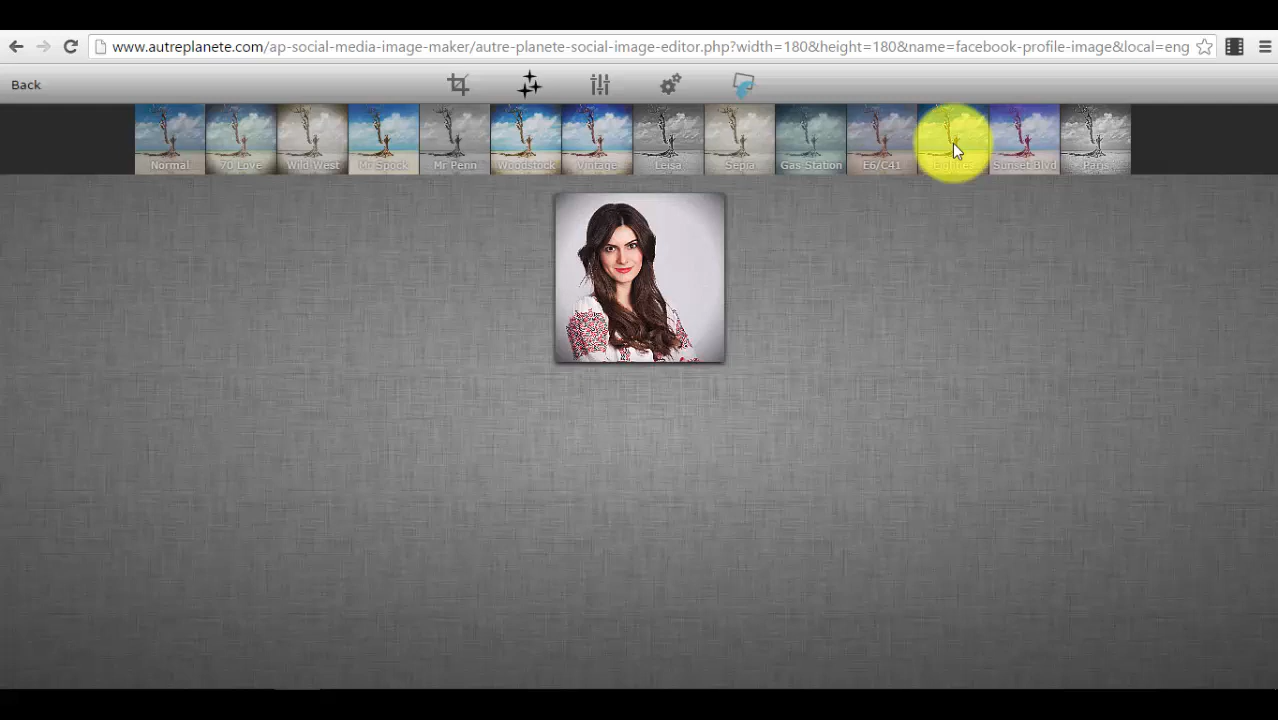 www.autreplanete.com/ap-social-media-image-maker/autre-planete-social-image-editor.php?width=180&height=180&name=facebook-profile-image&local=eng
Back
Normal 70 Love Wild West Mr Spock Mr Penn Woodstock Vintage Leisa Sepia Gas Station E6/C41 Sunset Blvd Paris